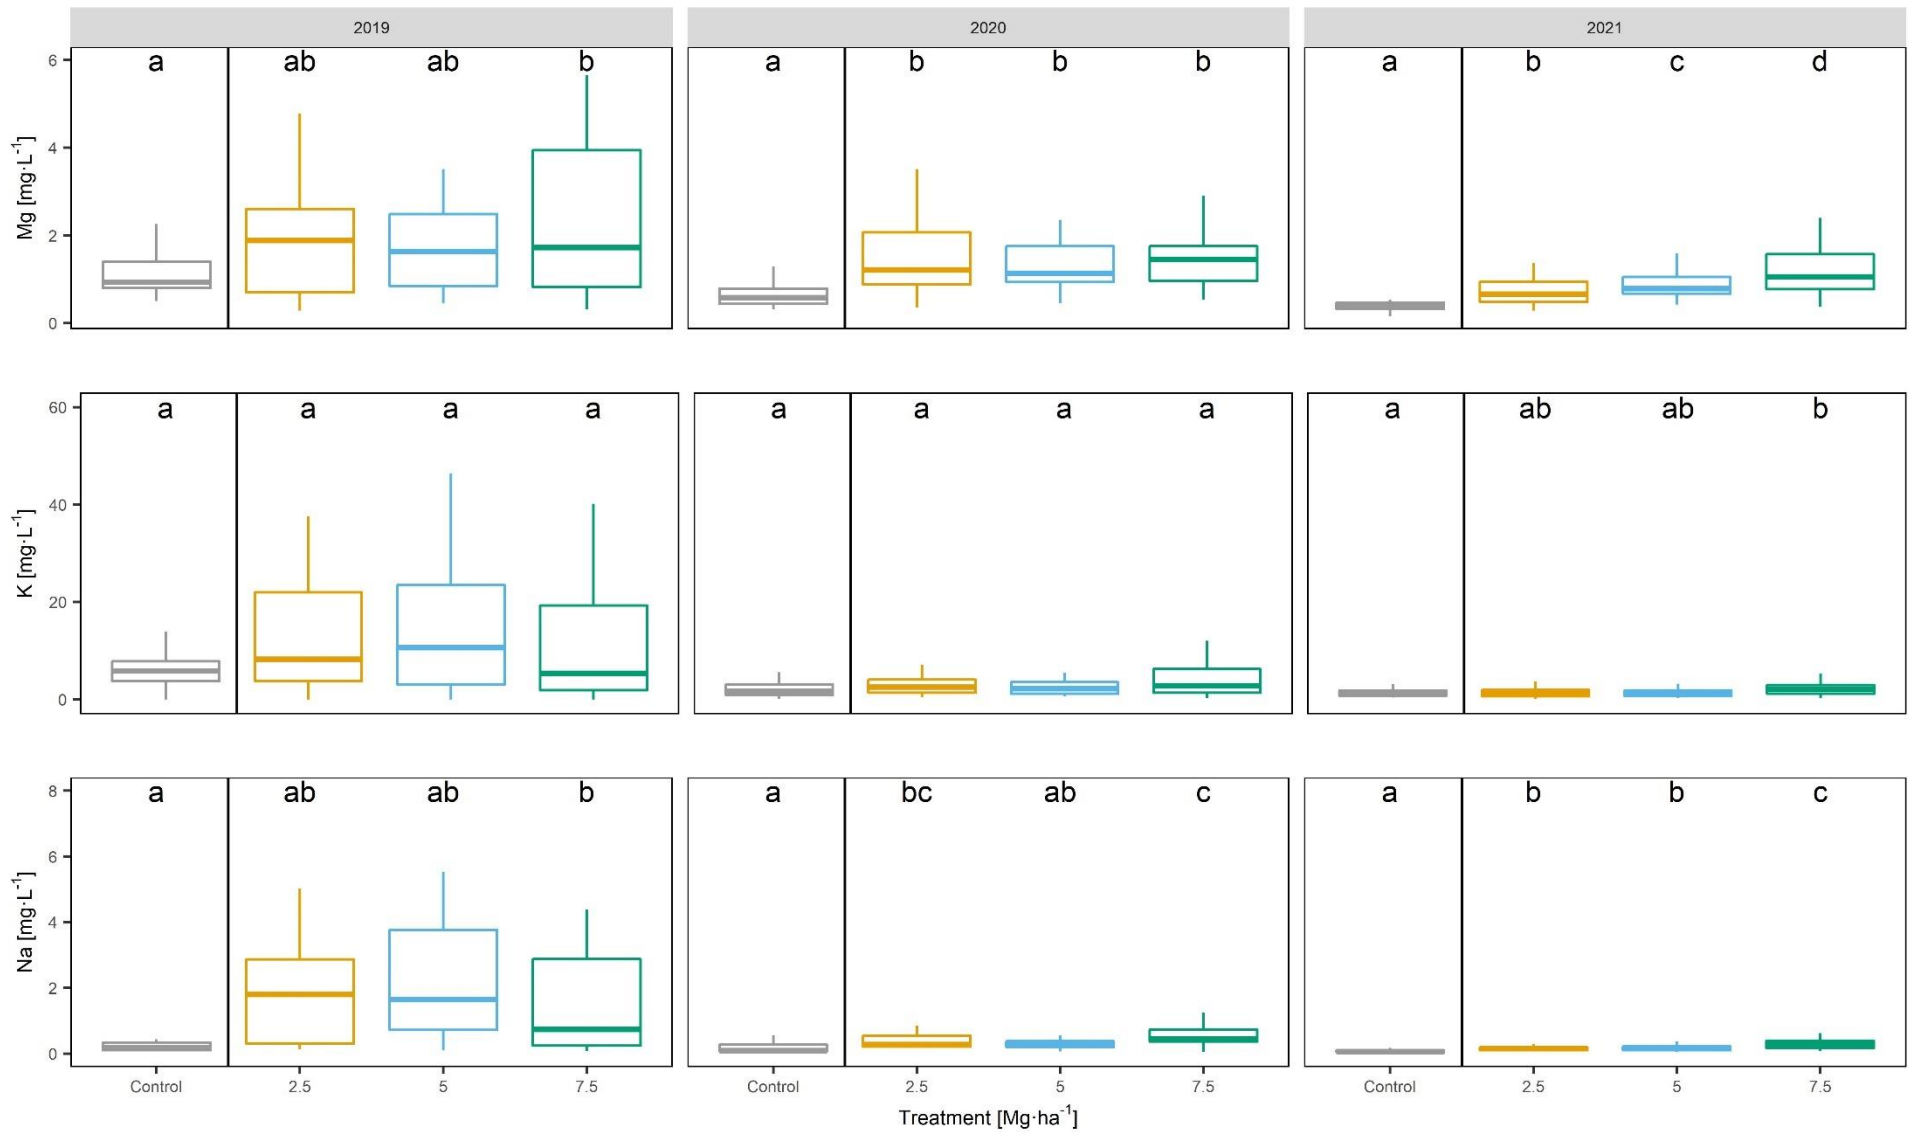 2019 2020 2021
Mg [mg·L⁻¹]
6
4
2
0
a ab ab b
a b b b
a b c d
K [mg·L⁻¹]
60
40
20
0
a a a a
a a a a
a ab ab b
Na [mg·L⁻¹]
8
6
4
2
0
a ab ab b
a bc ab c
a b b c
Control 2.5 5 7.5
Control 2.5 5 7.5
Control 2.5 5 7.5
Treatment [Mg·ha⁻¹]